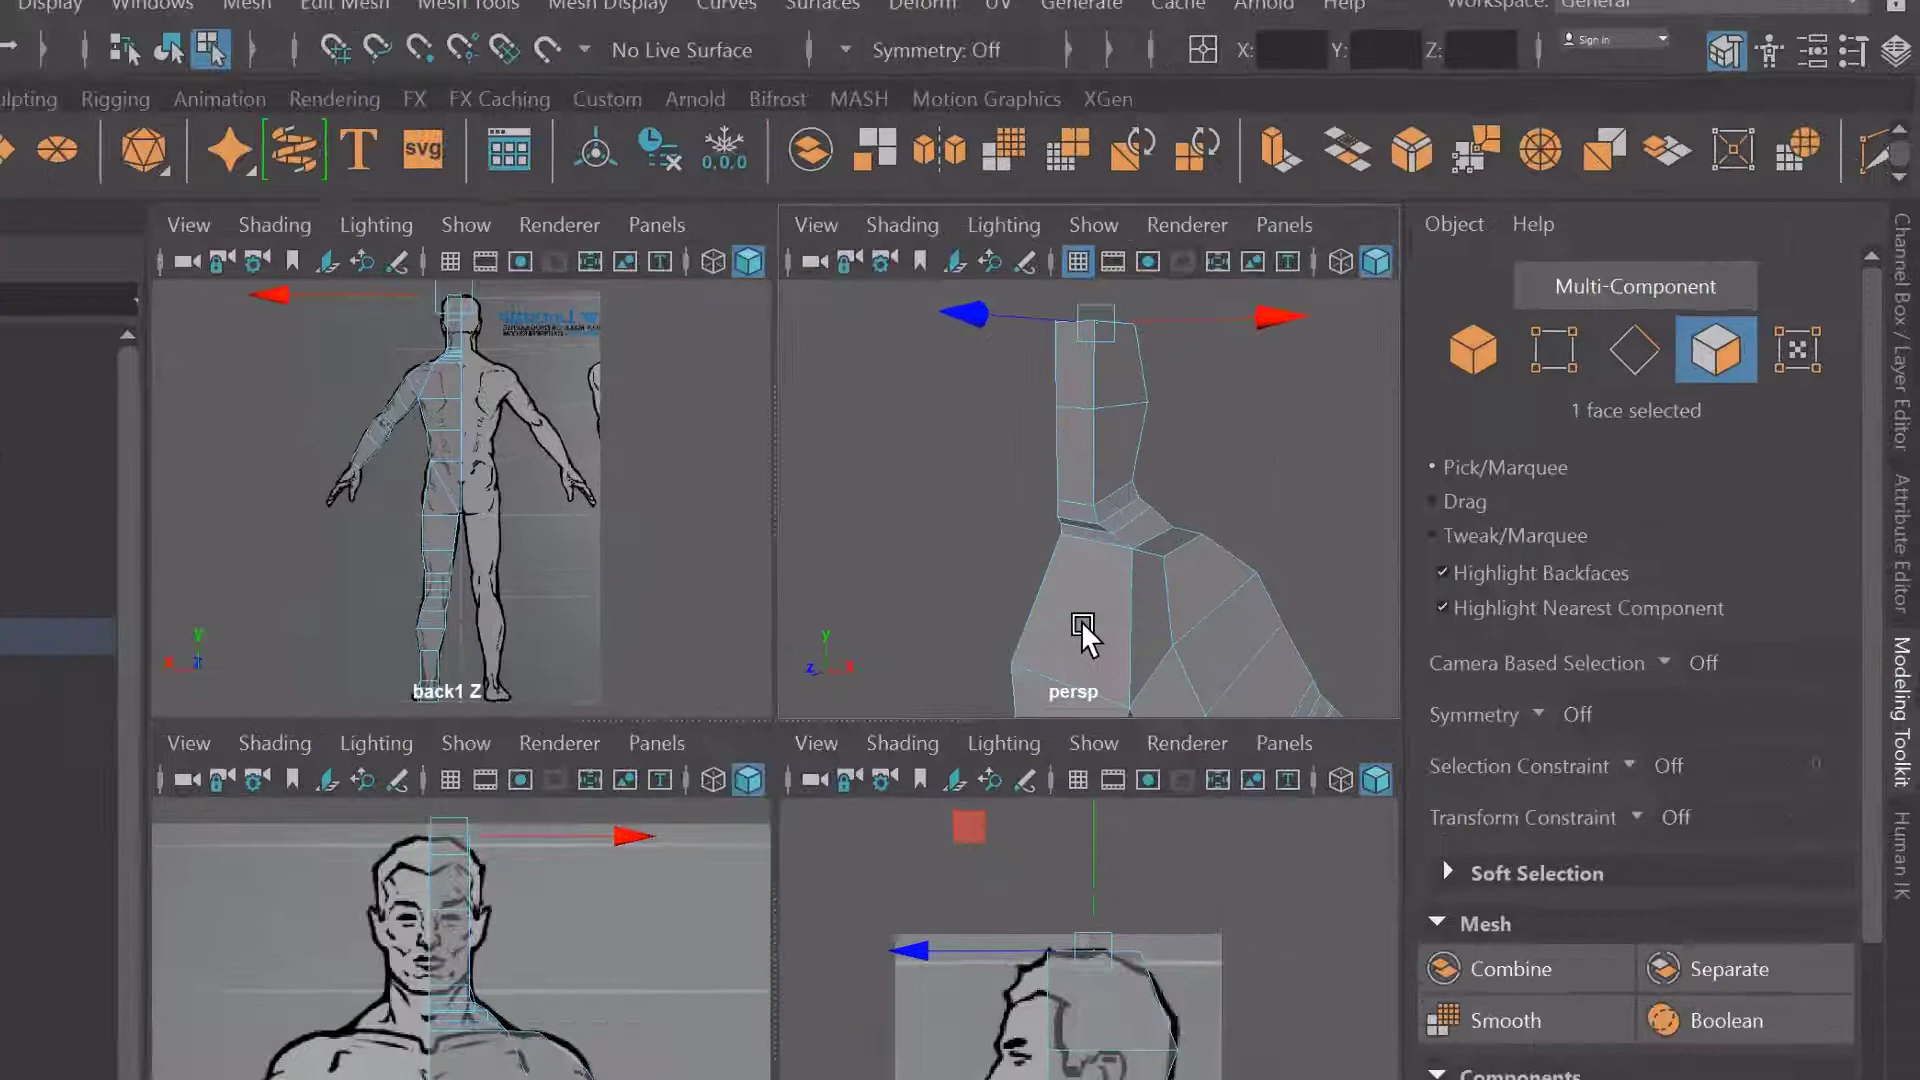 Display Windows Mesh Edit Mesh Mesh Tools Mesh Display Curves Surfaces Deform UV Generate Cache Arnold Help Workspace: General
No Live Surface Symmetry: Off X: Y: Z: Sign in
ulpting Rigging Animation Rendering FX FX Caching Custom Arnold Bifrost MASH Motion Graphics XGen
T svg 0,0,0
View Shading Lighting Show Renderer Panels
View Shading Lighting Show Renderer Panels
Object Help
Multi-Component
1 face selected
Pick/Marquee
Drag
Tweak/Marquee
Highlight Backfaces
Highlight Nearest Component
Camera Based Selection Off
Symmetry Off
Selection Constraint Off 0
Transform Constraint Off
Soft Selection
Mesh
Combine Separate
Smooth Boolean
Components
y
x z
back1 Z
y
z x
persp
View Shading Lighting Show Renderer Panels
View Shading Lighting Show Renderer Panels
Channel Box / Layer Editor
Attribute Editor
Modeling Toolkit
Human IK